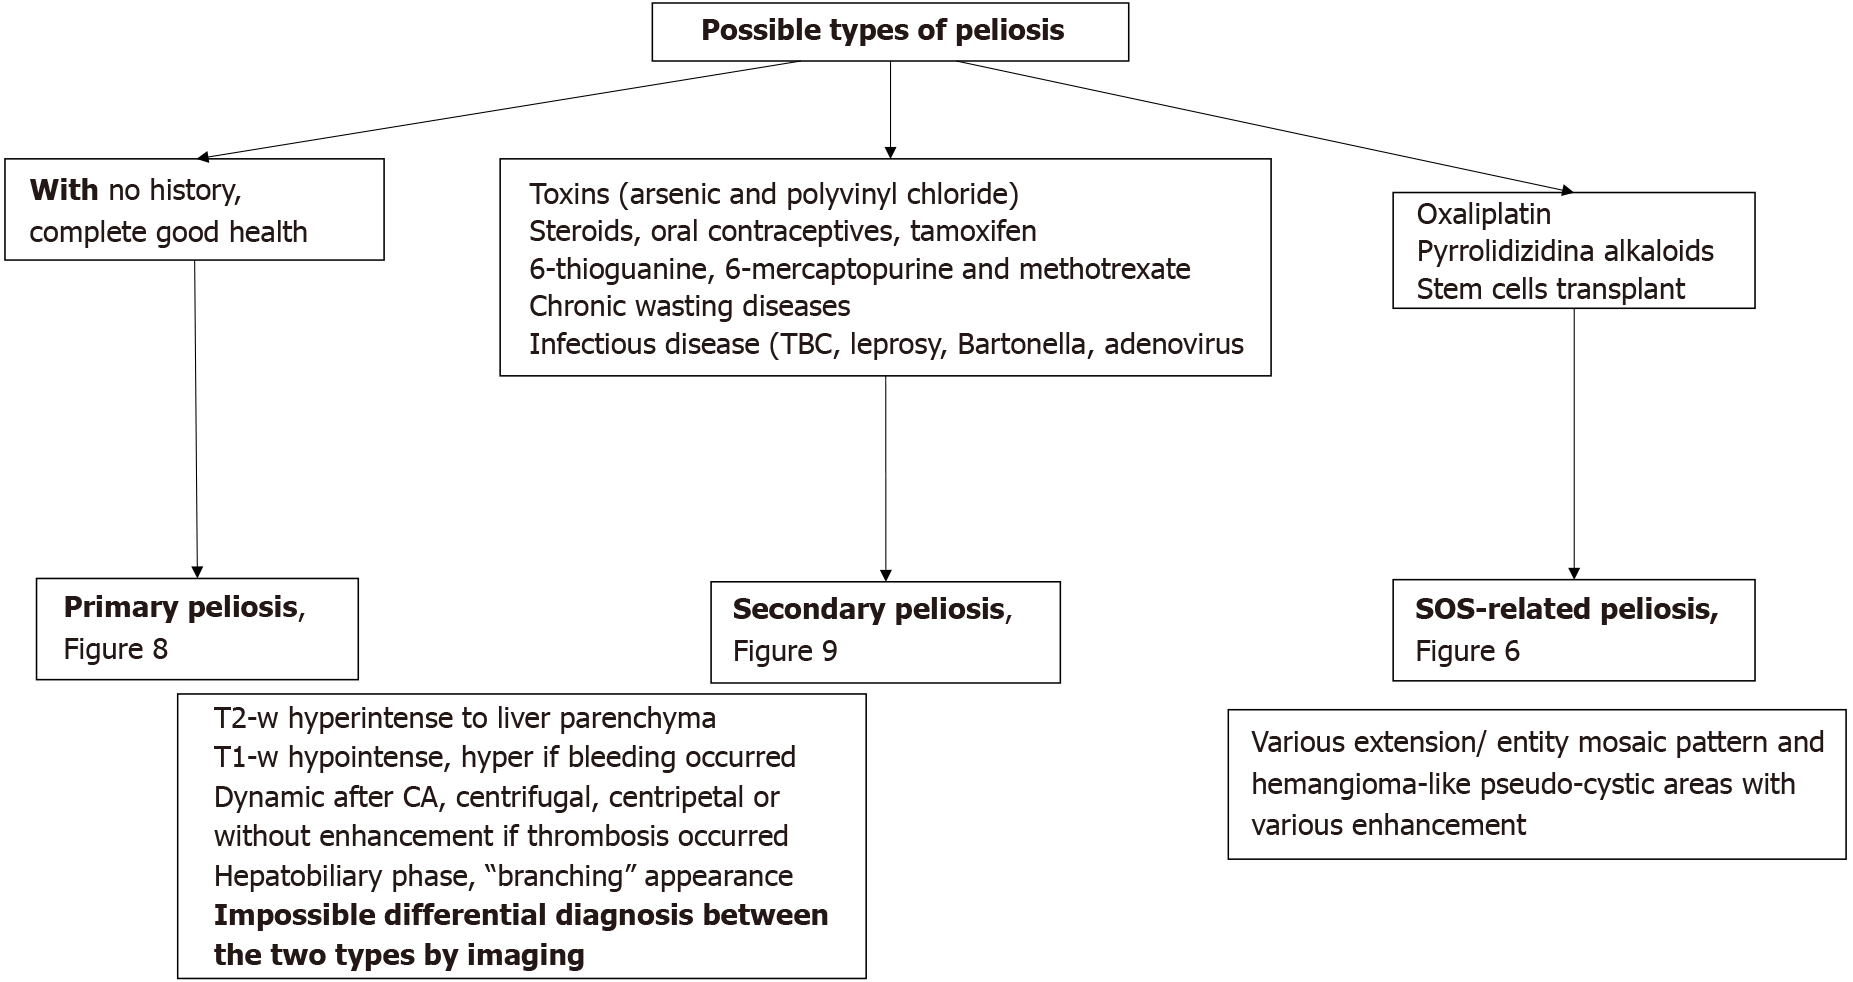 Possible types of peliosis
With no history,
complete good health
Toxins (arsenic and polyvinyl chloride)
Steroids, oral contraceptives, tamoxifen
6-thioguanine, 6-mercaptopurine and methotrexate
Chronic wasting diseases
Infectious disease (TBC, leprosy, Bartonella, adenovirus
Oxaliplatin
Pyrrolidizidina alkaloids
Stem cells transplant
Primary peliosis,
Figure 8
Secondary peliosis,
Figure 9
SOS-related peliosis,
Figure 6
T2-w hyperintense to liver parenchyma
T1-w hypointense, hyper if bleeding occurred
Dynamic after CA, centrifugal, centripetal or
without enhancement if thrombosis occurred
Hepatobiliary phase, “branching” appearance
Impossible differential diagnosis between
the two types by imaging
Various extension/ entity mosaic pattern and
hemangioma-like pseudo-cystic areas with
various enhancement